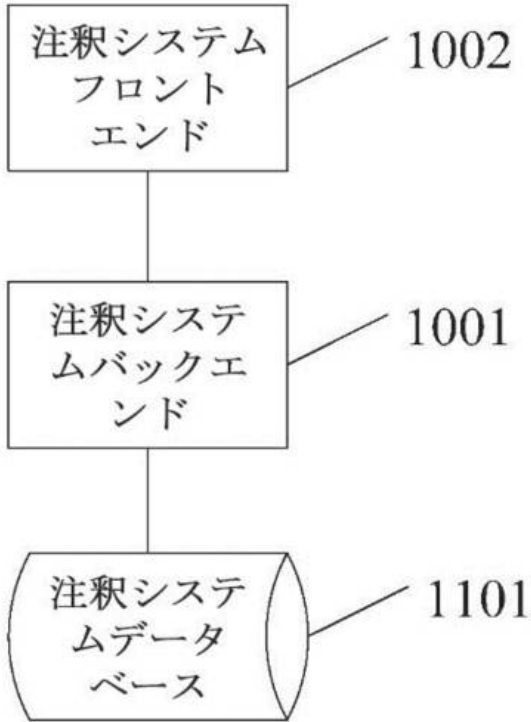 注釈システム
フロント
エンド
1002
注釈システ
ムバックエ
ンド
1001
注釈システ
ムデータ
ベース
1101